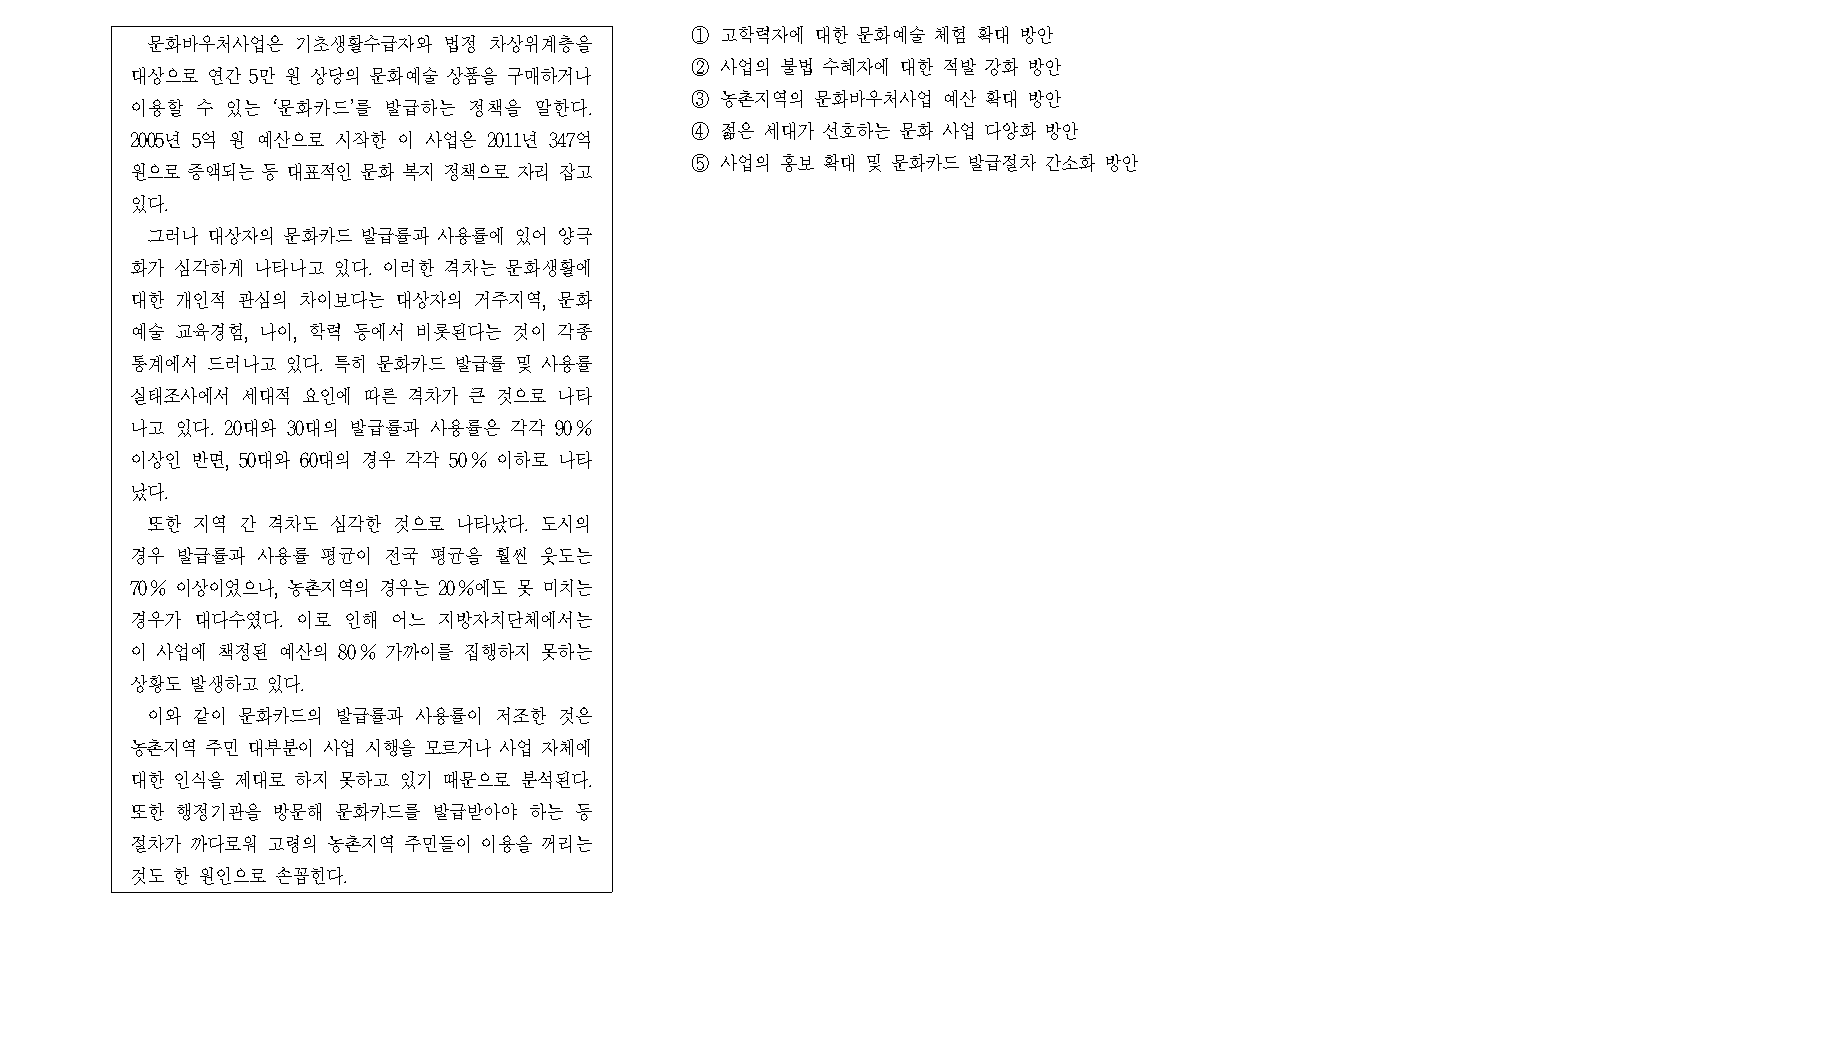 문화바우처사업은 기초생활수급자와 법정 차상위계층을
대상으로 연간 5만 원 상당의 문화예술 상품을 구매하거나
이용할 수 있는 ‘문화카드’를 발급하는 정책을 말한다.
2005년 5억 원 예산으로 시작한 이 사업은 2011년 347억
원으로 증액되는 등 대표적인 문화 복지 정책으로 자리 잡고
있다.
그러나 대상자의 문화카드 발급률과 사용률에 있어 양극
화가 심각하게 나타나고 있다. 이러한 격차는 문화생활에
대한 개인적 관심의 차이보다는 대상자의 거주지역, 문화
예술 교육경험, 나이, 학력 등에서 비롯된다는 것이 각종
통계에서 드러나고 있다. 특히 문화카드 발급률 및 사용률
실태조사에서 세대적 요인에 따른 격차가 큰 것으로 나타
나고 있다. 20대와 30대의 발급률과 사용률은 각각 90%
이상인 반면, 50대와 60대의 경우 각각 50% 이하로 나타
났다.
또한 지역 간 격차도 심각한 것으로 나타났다. 도시의
경우 발급률과 사용률 평균이 전국 평균을 훨씬 웃도는
70% 이상이었으나, 농촌지역의 경우는 20%에도 못 미치는
경우가 대다수였다. 이로 인해 어느 지방자치단체에서는
이 사업에 책정된 예산의 80% 가까이를 집행하지 못하는
상황도 발생하고 있다.
이와 같이 문화카드의 발급률과 사용률이 저조한 것은
농촌지역 주민 대부분이 사업 시행을 모르거나 사업 자체에
대한 인식을 제대로 하지 못하고 있기 때문으로 분석된다.
또한 행정기관을 방문해 문화카드를 발급받아야 하는 등
절차가 까다로워 고령의 농촌지역 주민들이 이용을 꺼리는
것도 한 원인으로 손꼽힌다.
① 고학력자에 대한 문화예술 체험 확대 방안
② 사업의 불법 수혜자에 대한 적발 강화 방안
③ 농촌지역의 문화바우처사업 예산 확대 방안
④ 젊은 세대가 선호하는 문화 사업 다양화 방안
⑤ 사업의 홍보 확대 및 문화카드 발급절차 간소화 방안